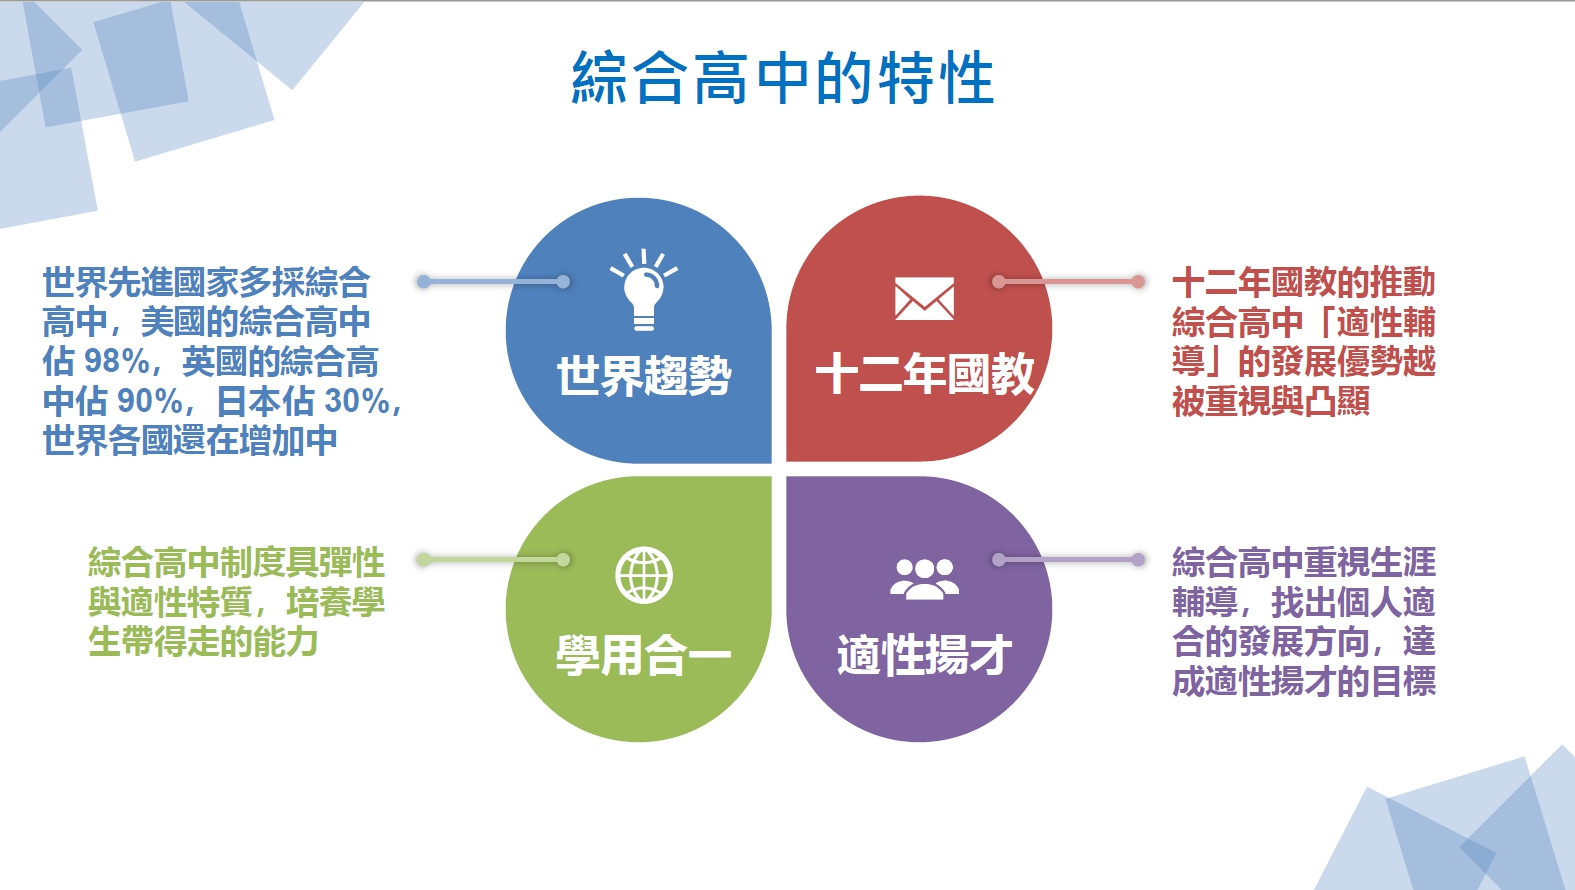 綜合高中的特性
世界先進國家多採綜合
高中，美國的綜合高中
佔 98%，英國的綜合高
中佔 90%，日本佔 30%，
世界各國還在增加中
世界趨勢
十二年國教
十二年國教的推動
綜合高中「適性輔
導」的發展優勢越
被重視與凸顯
綜合高中制度具彈性
與適性特質，培養學
生帶得走的能力
學用合一
適性揚才
綜合高中重視生涯
輔導，找出個人適
合的發展方向，達
成適性揚才的目標